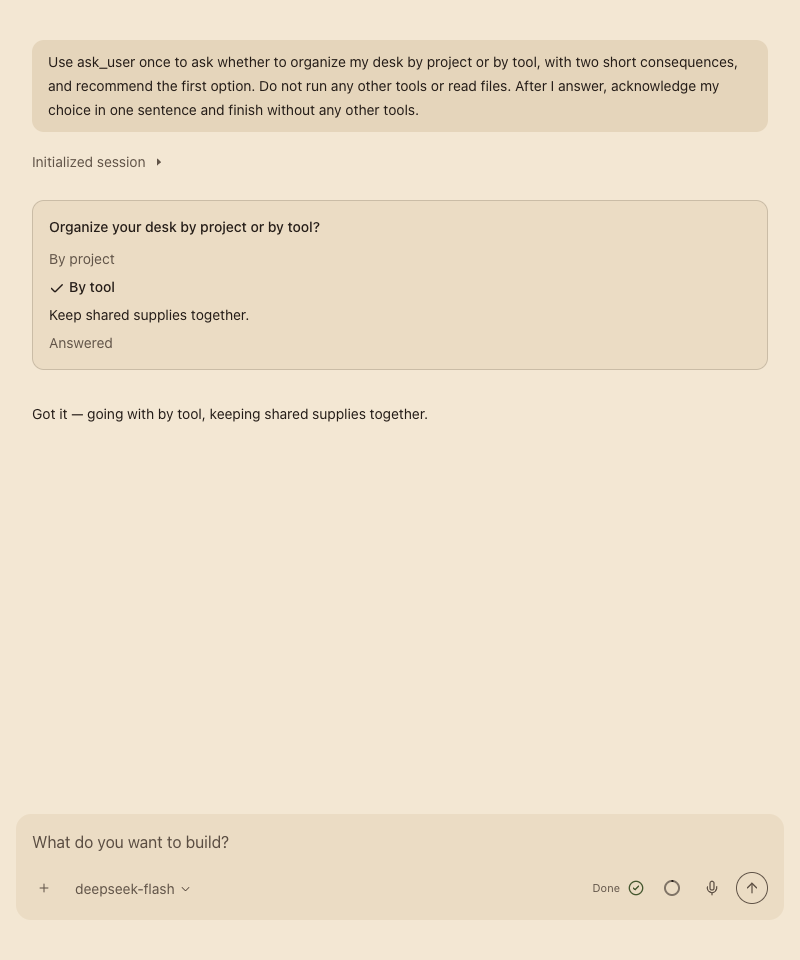 Use ask_user once to ask whether to organize my desk by project or by tool, with two short consequences,
and recommend the first option. Do not run any other tools or read files. After I answer, acknowledge my
choice in one sentence and finish without any other tools.
Initialized session
Organize your desk by project or by tool?
By project
By tool
Keep shared supplies together.
Answered
Got it — going with by tool, keeping shared supplies together.
What do you want to build?
deepseek-flash
Done